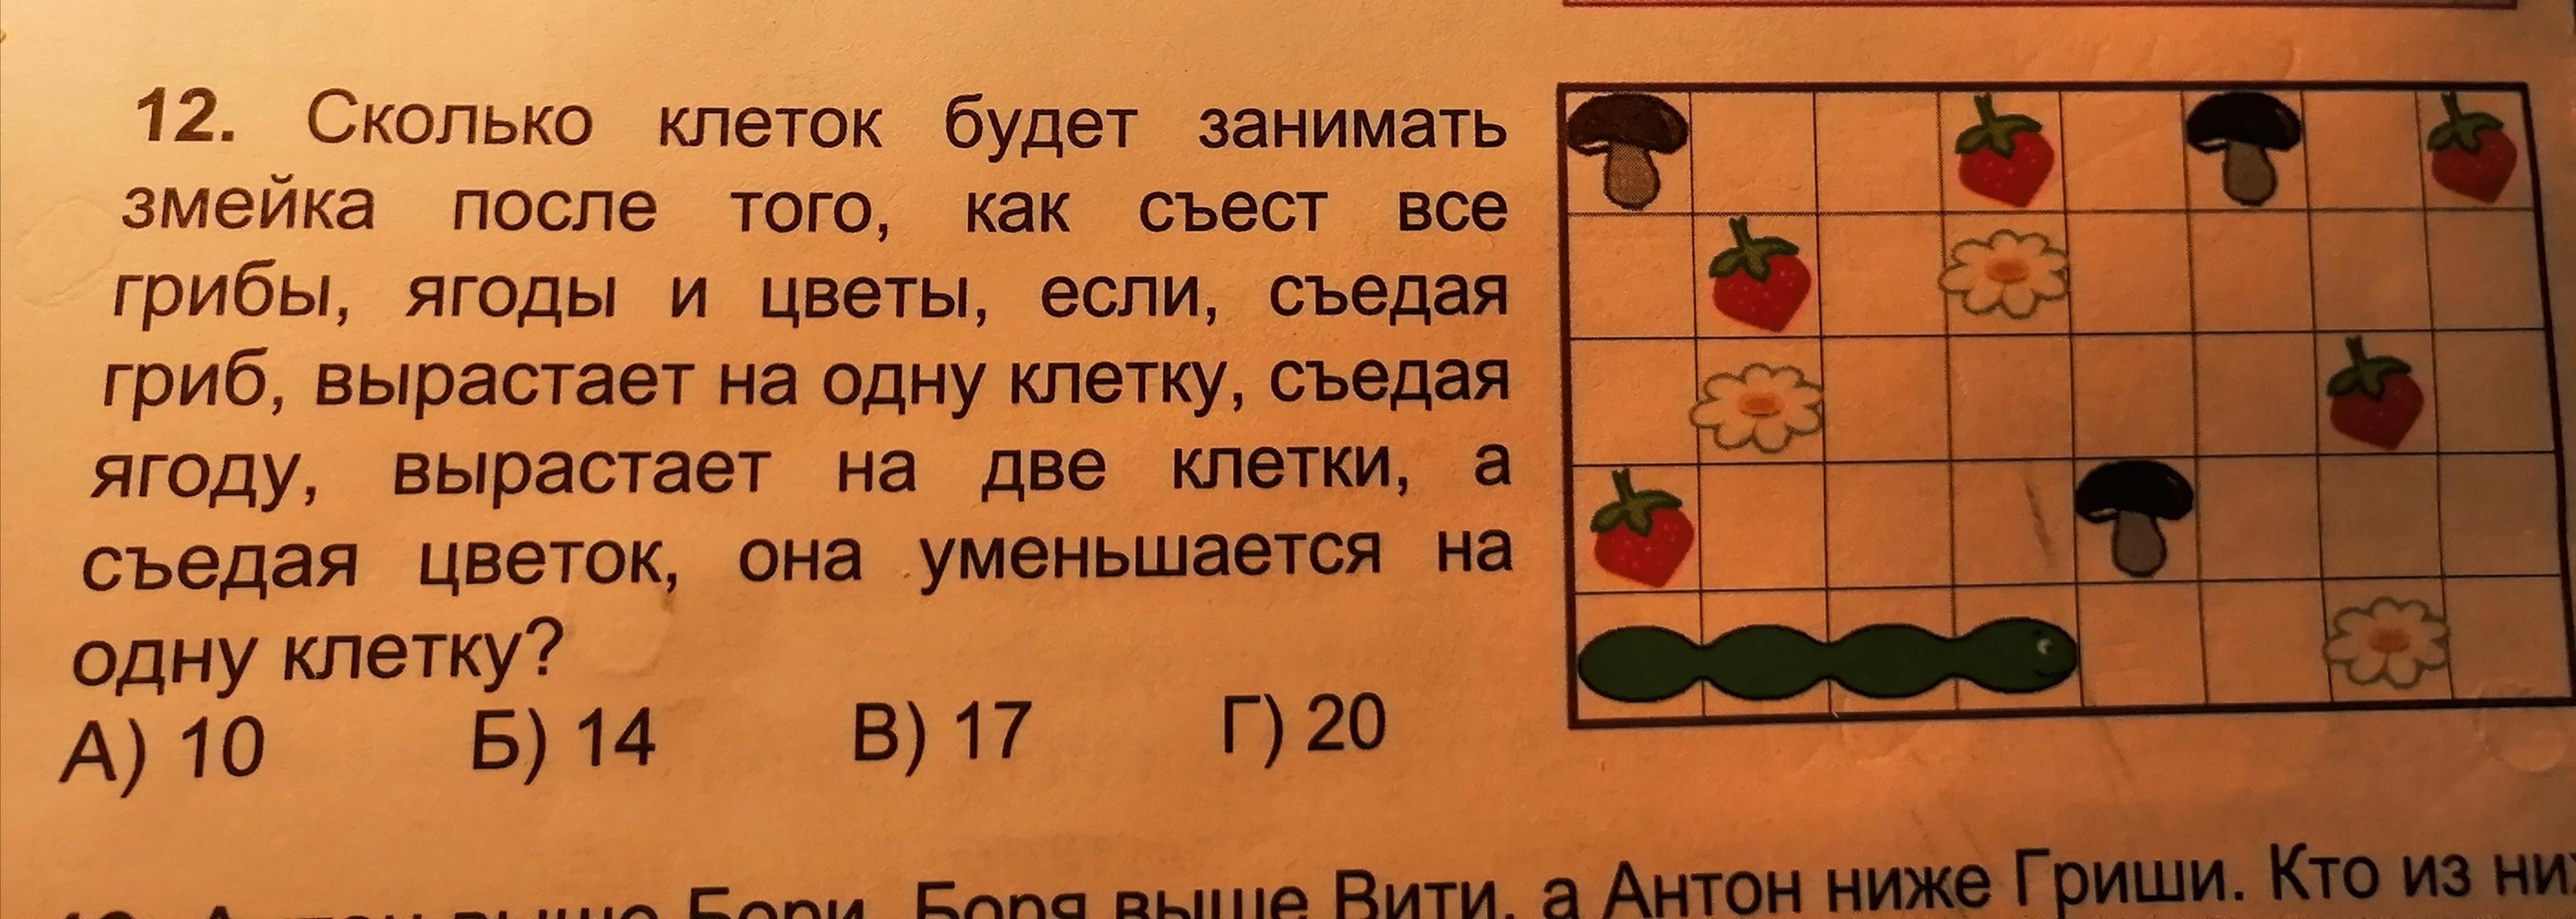 12. Сколько клеток будет занимать
змейка после того, как съест все
грибы, ягоды и цветы, если, съедая
гриб, вырастает на одну клетку, съедая
ягоду, вырастает на две клетки, а
съедая цветок, она уменьшается на
одну клетку?
А) 10 Б) 14 В) 17 Г) 20
выше Бори, Боря выше Вити, а Антон ниже Гриши. Кто из